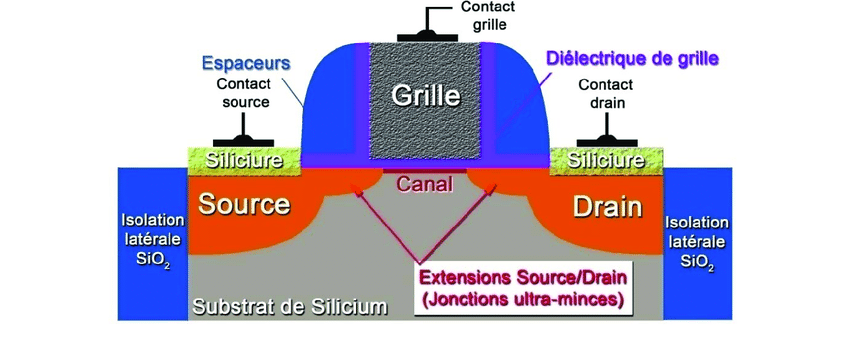 Contact
grille
Espaceurs
Diélectrique de grille
Contact
source
Contact
drain
Grille
Siliciure
Siliciure
Canal
Source
Drain
Isolation
latérale
SiO2
Isolation
latérale
SiO2
Extensions Source/Drain
(Jonctions ultra-minces)
Substrat de Silicium